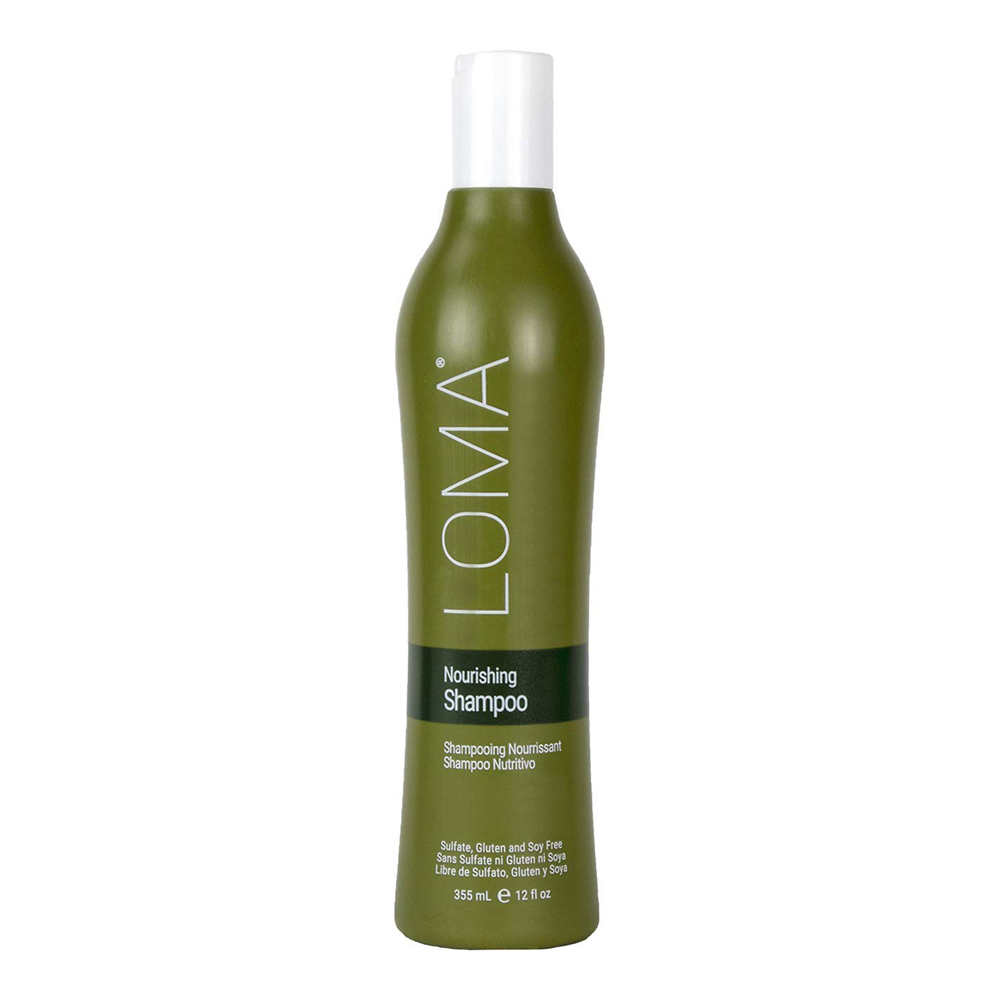 LOMA®
Nourishing
Shampoo
Shampooing Nourrissant
Shampoo Nutritivo
Sulfate, Gluten and Soy Free
Sans Sulfate ni Gluten ni Soya
Libre de Sulfato, Gluten y Soya
355 mL ℮ 12 fl oz